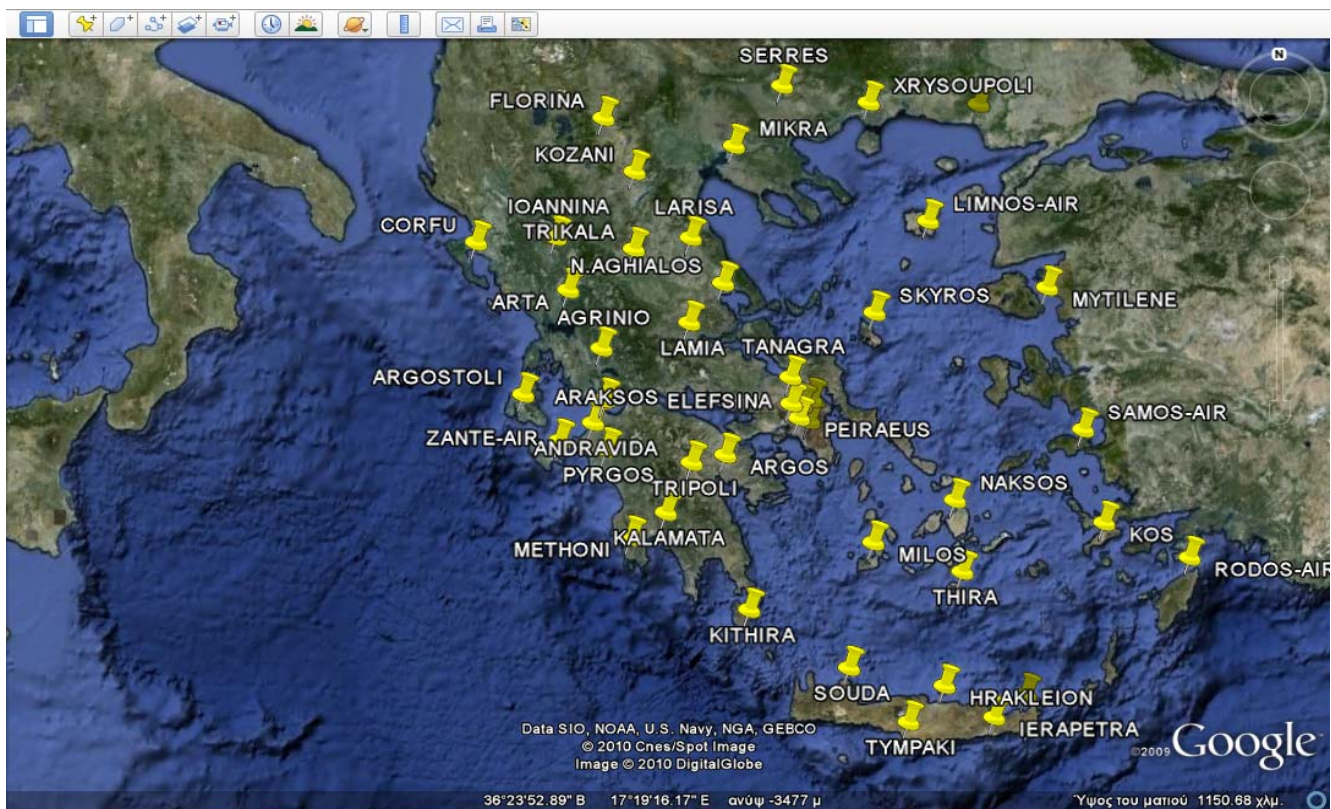 N
SERRES
XRYSOUPOLI
FLORINA
MIKRA
KOZANI
IOANNINA
LARISA
LIMNOS-AIR
CORFU
TRIKALA
N.AGHIALOS
ARTA
SKYROS
MYTILENE
AGRINIO
LAMIA
TANAGRA
ARGOSTOLI
ARAKSOS
ELEFSINA
SAMOS-AIR
ZANTE-AIR
ANDRAVIDA
PEIRAEUS
PYRGOS
ARGOS
TRIPOLI
NAKSOS
METHONI
KALAMATA
MILOS
KOS
RODOS-AIR
THIRA
KITHIRA
SOUDA
HRAKLEION
IERAPETRA
TYMPAKI
Data SIO, NOAA, U.S. Navy, NGA, GEBCO
© 2010 Cnes/Spot Image
Image © 2010 DigitalGlobe
©2009 Google
36°23'52.89" Β 17°19'16.17" Ε ανύψ -3477 μ Ύψος του ματιού 1150.68 χλμ.